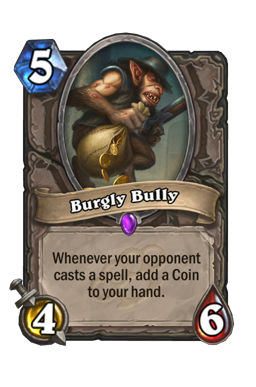 5
Burgly Bully
Whenever your opponent
casts a spell, add a Coin
to your hand.
4
6